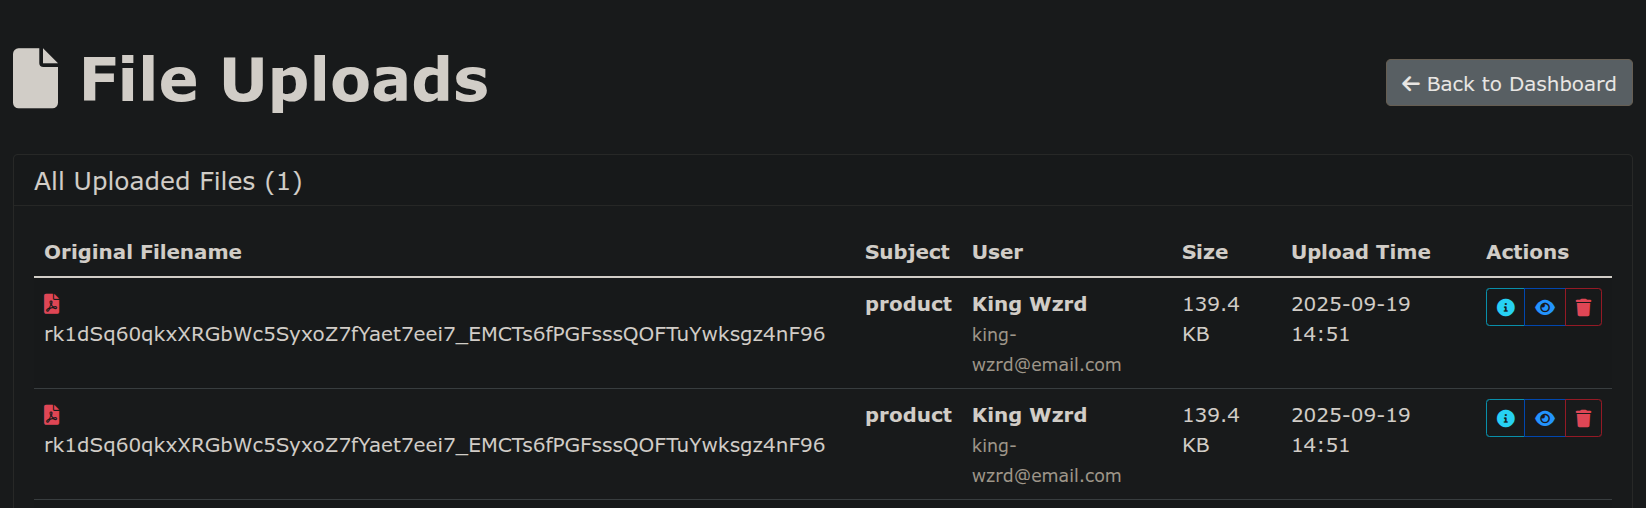 File Uploads
Back to Dashboard
All Uploaded Files (1)
Original Filename Subject User Size Upload Time Actions
product King Wzrd 139.4 2025-09-19
rk1dSq60qkxXRGbWc5SyxoZ7fYaet7eei7_EMCTs6fPGFsssQOFTuYwksgz4nF96 king- KB 14:51
wzrd@email.com
product King Wzrd 139.4 2025-09-19
rk1dSq60qkxXRGbWc5SyxoZ7fYaet7eei7_EMCTs6fPGFsssQOFTuYwksgz4nF96 king- KB 14:51
wzrd@email.com